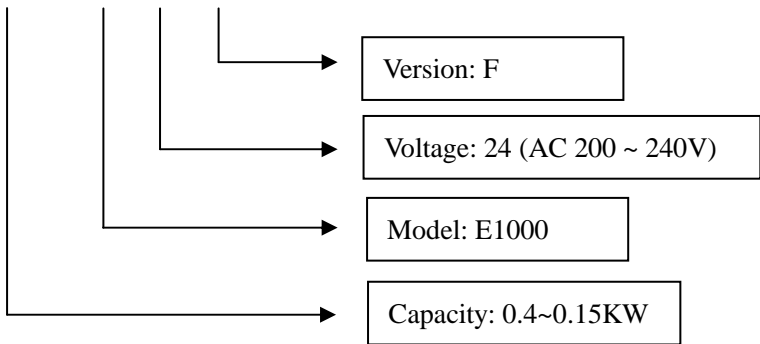 Version: F
Voltage: 24 (AC 200 ~ 240V)
Model: E1000
Capacity: 0.4~0.15KW